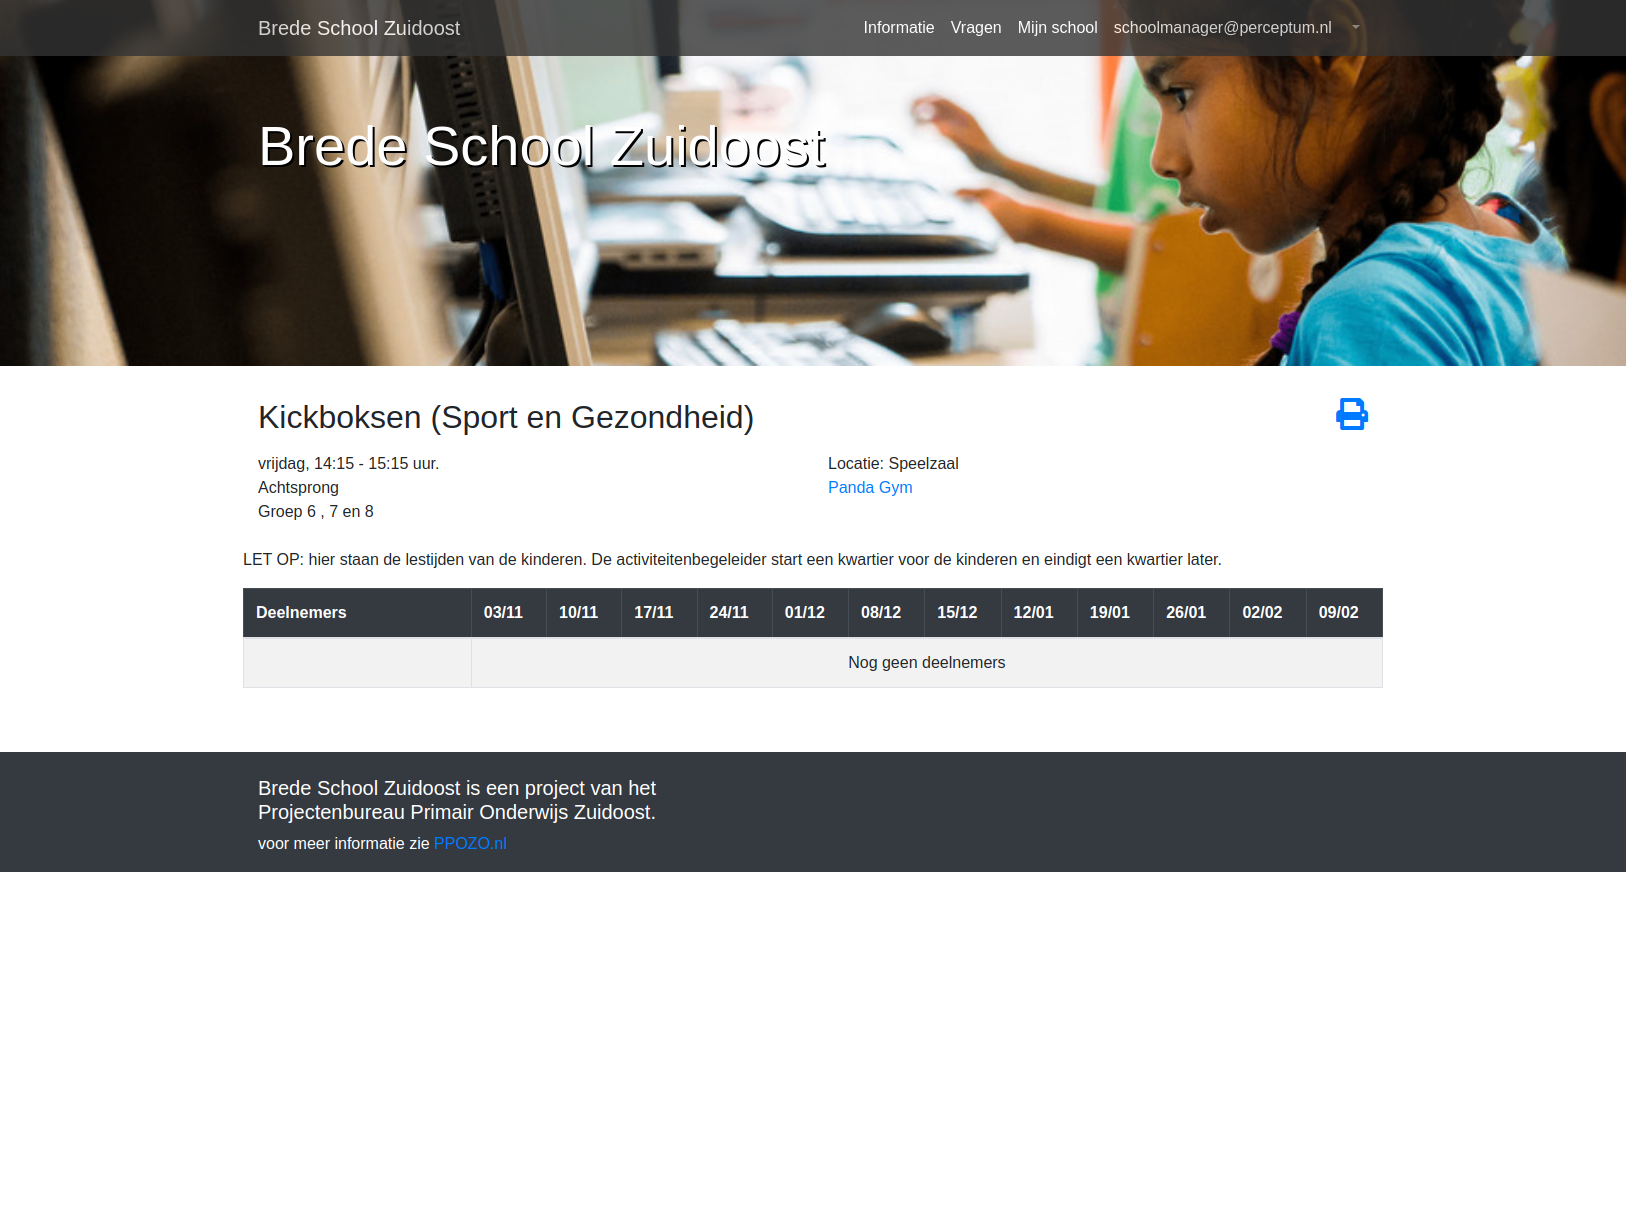 Brede School Zuidoost
Informatie Vragen Mijn school schoolmanager@perceptum.nl
Brede School Zuidoost
Kickboksen (Sport en Gezondheid)
vrijdag, 14:15 - 15:15 uur.
Achtsprong
Groep 6 , 7 en 8
Locatie: Speelzaal
Panda Gym
LET OP: hier staan de lestijden van de kinderen. De activiteitenbegeleider start een kwartier voor de kinderen en eindigt een kwartier later.
Deelnemers 03/11 10/11 17/11 24/11 01/12 08/12 15/12 12/01 19/01 26/01 02/02 09/02
Nog geen deelnemers
Brede School Zuidoost is een project van het
Projectenbureau Primair Onderwijs Zuidoost.
voor meer informatie zie PPOZO.nl